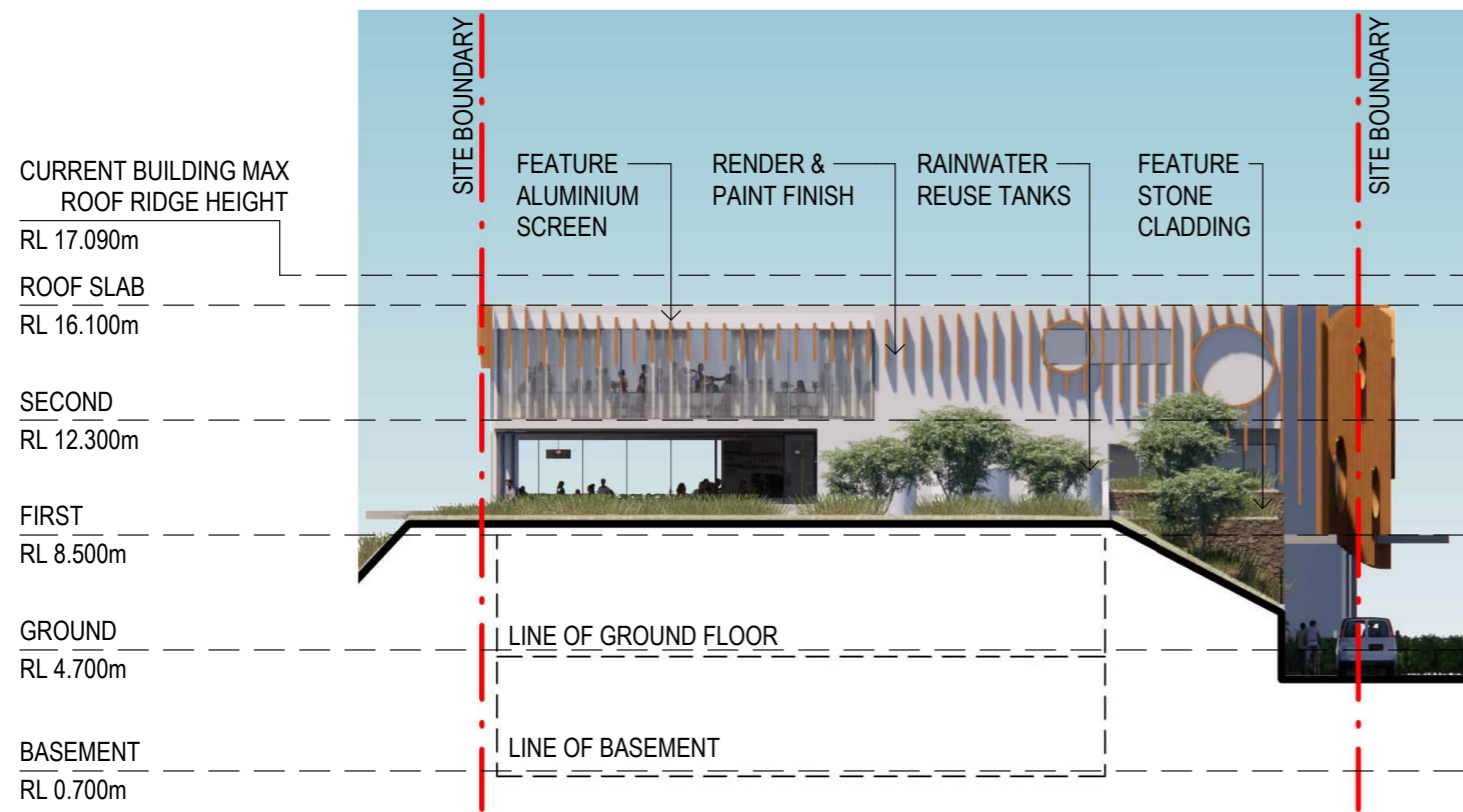 SITE BOUNDARY
SITE BOUNDARY
FEATURE
ALUMINIUM
SCREEN
RENDER &
PAINT FINISH
RAINWATER
REUSE TANKS
FEATURE
STONE
CLADDING
CURRENT BUILDING MAX
ROOF RIDGE HEIGHT
RL 17.090m
ROOF SLAB
RL 16.100m
SECOND
RL 12.300m
FIRST
RL 8.500m
GROUND
RL 4.700m
LINE OF GROUND FLOOR
BASEMENT
RL 0.700m
LINE OF BASEMENT